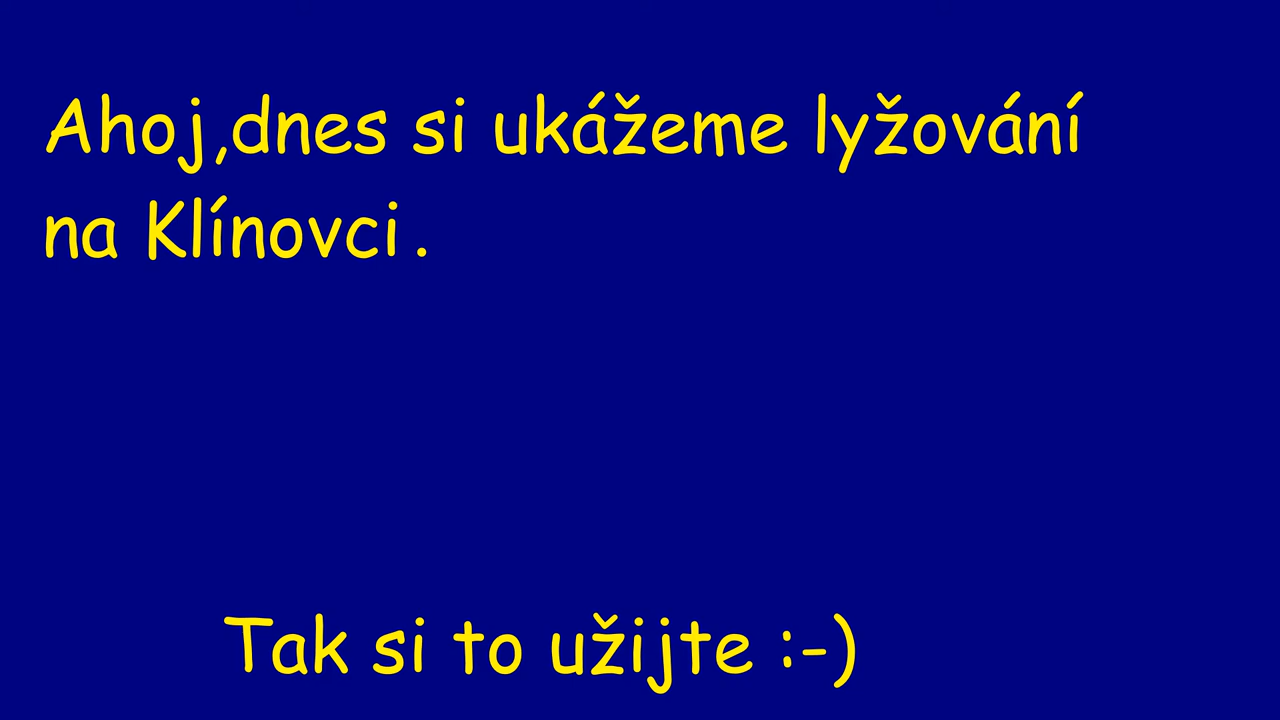 Ahoj,dnes si ukážeme lyžování
na Klínovci .
Tak si to užijte :-)